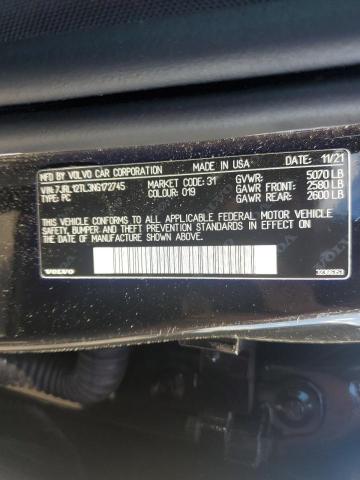 MFD BY VOLVO CAR CORPORATION MADE IN USA DATE: 11/21
VIN: 7JRL12TL3NG172745 MARKET CODE: 31 GVWR: 5070 LB
TYPE: PC COLOUR: 019 GAWR FRONT: 2580 LB
GAWR REAR: 2600 LB
THIS VEHICLE CONFORMS TO ALL APPLICABLE FEDERAL MOTOR VEHICLE
SAFETY, BUMPER AND THEFT PREVENTION STANDARDS IN EFFECT ON
THE DATE OF MANUFACTURE SHOWN ABOVE.
VOLVO 32366353